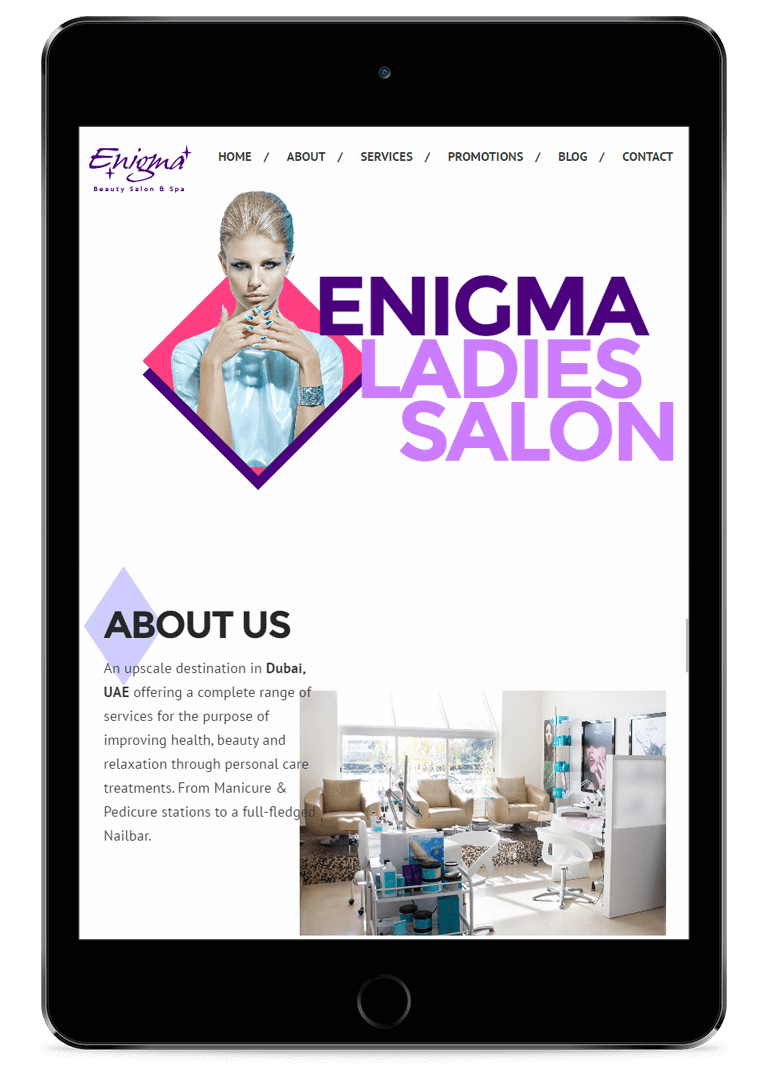 Enigma
Beauty Salon & Spa
HOME / ABOUT / SERVICES / PROMOTIONS / BLOG / CONTACT
ENIGMA
LADIES
SALON
ABOUT US
An upscale destination in Dubai,
UAE offering a complete range of
services for the purpose of
improving health, beauty and
relaxation through personal care
treatments. From Manicure &
Pedicure stations to a full-fledged
Nailbar.